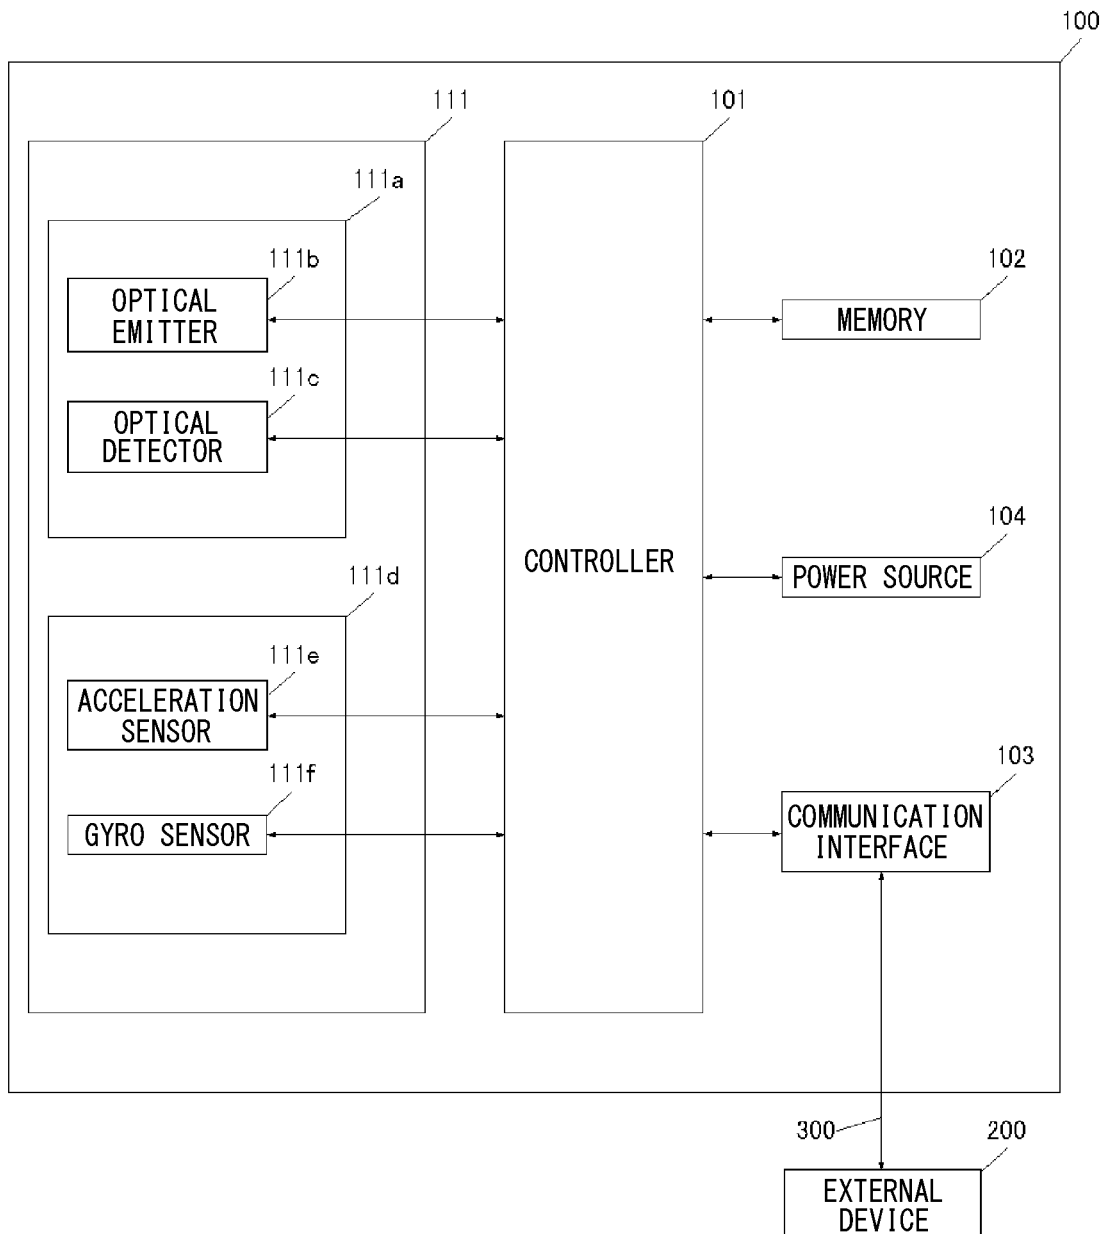 100
111
101
111a
111b
OPTICAL
EMITTER
102
MEMORY
111c
OPTICAL
DETECTOR
104
CONTROLLER
POWER SOURCE
111d
111e
ACCELERATION
SENSOR
103
111f
COMMUNICATION
INTERFACE
GYRO SENSOR
300
200
EXTERNAL
DEVICE